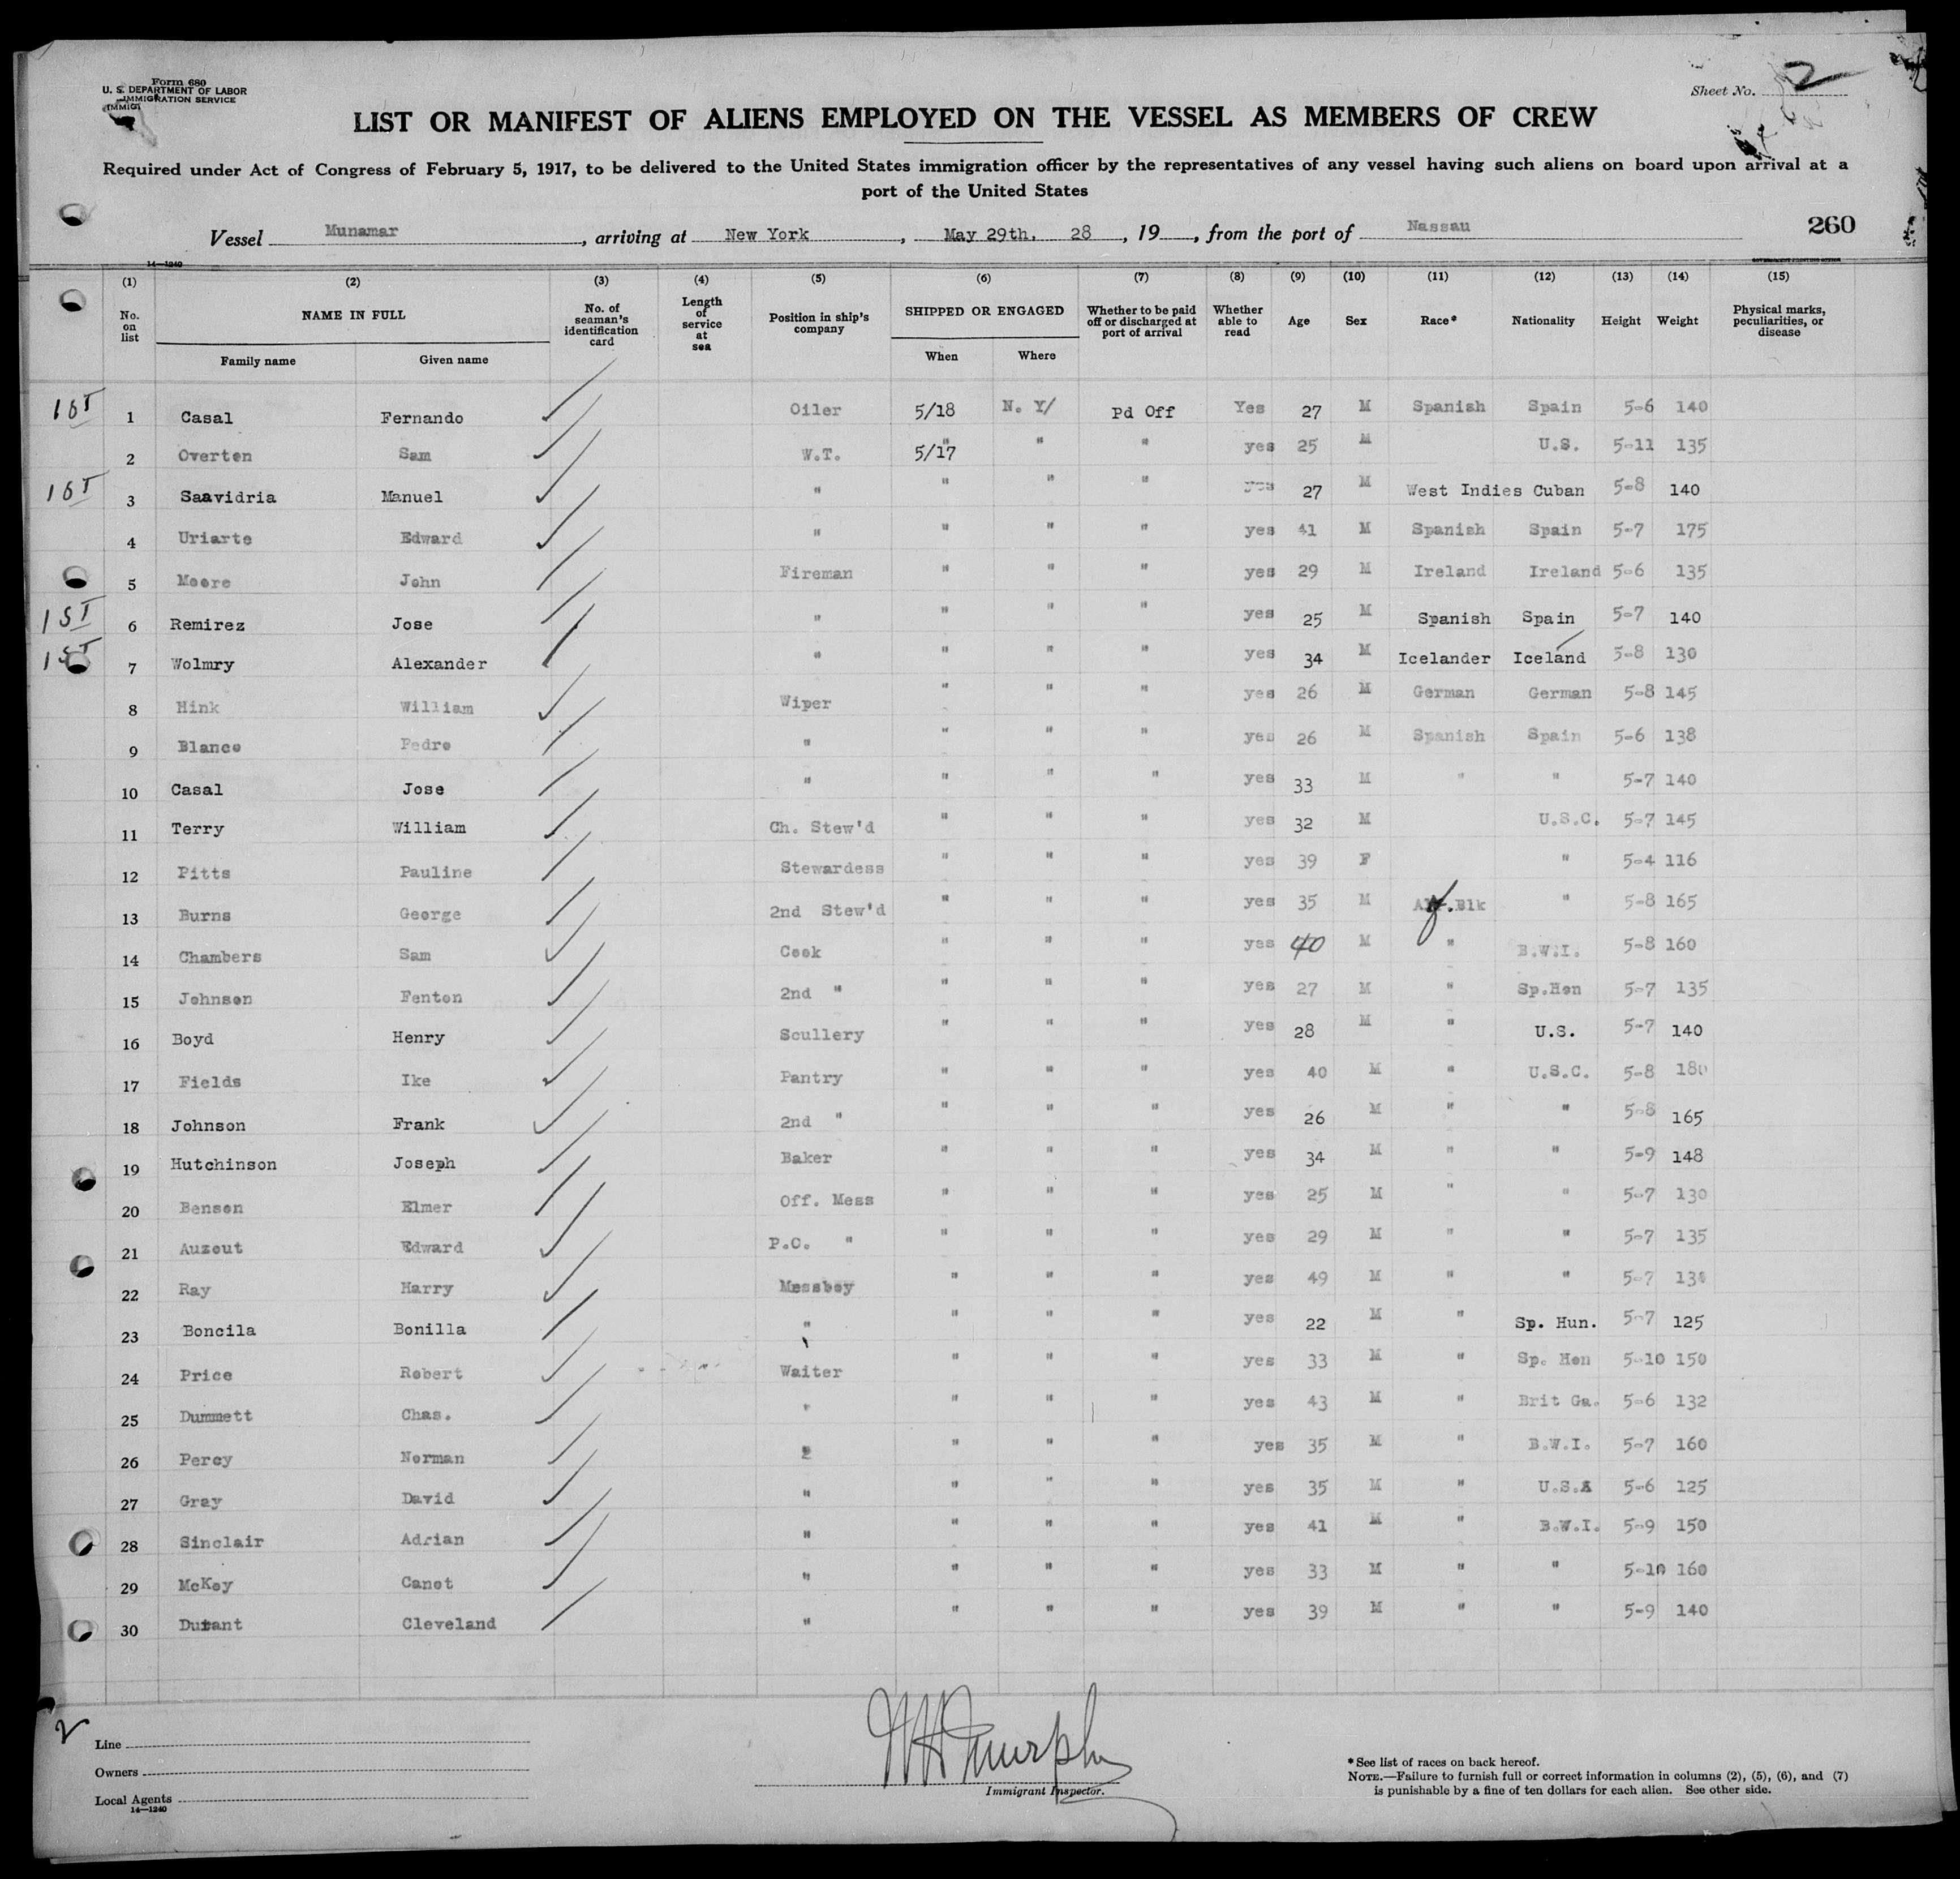 Form 680
U. S. DEPARTMENT OF LABOR
IMMIGRATION SERVICE
Sheet No. 2
LIST OR MANIFEST OF ALIENS EMPLOYED ON THE VESSEL AS MEMBERS OF CREW
Required under Act of Congress of February 5, 1917, to be delivered to the United States immigration officer by the representatives of any vessel having such aliens on board upon arrival at a
port of the United States
Vessel Munamar, arriving at New York, May 29th. 28, 19, from the port of Nassau 260
14—1240
(1) (2) (3) (4) (5) (6) (7) (8) (9) (10) (11) (12) (13) (14) (15)
No. on list NAME IN FULL Family name Given name No. of seaman's identification card Length of service at sea Position in ship's company SHIPPED OR ENGAGED When Where Whether to be paid off or discharged at port of arrival Whether able to read Age Sex Race* Nationality Height Weight Physical marks, peculiarities, or disease
1 Casal Fernando Oiler 5/18 N. Y/ Pd Off Yes 27 M Spanish Spain 5-6 140
2 Overton Sam W.T. 5/17 " " " yes 25 M U.S. 5-11 135
3 Saavidria Manuel " " " " yes 27 M West Indies Cuban 5-8 140
4 Uriarte Edward " " " " yes 41 M Spanish Spain 5-7 175
5 Moore John Fireman " " " yes 29 M Ireland Ireland 5-6 135
1ST 6 Remirez Jose " " " " yes 25 M Spanish Spain 5-7 140
1ST 7 Wolmry Alexander " " " " yes 34 M Icelander Iceland 5-8 130
8 Hink William Wiper " " " yes 26 M German German 5-8 145
9 Blanco Pedro " " " " yes 26 M Spanish Spain 5-6 138
10 Casal Jose " " " " yes 33 M " " 5-7 140
11 Terry William Ch. Stew'd " " " yes 32 M U.S.C. 5-7 145
12 Pitts Pauline Stewardess " " " yes 39 F " 5-4 116
13 Burns George 2nd Stew'd " " " yes 35 M Af.Blk " 5-8 165
14 Chambers Sam Cook " " " yes 40 M " B.W.I. 5-8 160
15 Johnson Fenton 2nd " " " " yes 27 M " Sp.Hon 5-7 135
16 Boyd Henry Scullery " " " yes 28 M " U.S. 5-7 140
17 Fields Ike Pantry " " " yes 40 M " U.S.C. 5-8 180
18 Johnson Frank 2nd " " " " yes 26 M " " 5-8 165
19 Hutchinson Joseph Baker " " " yes 34 M " " 5-9 148
20 Benson Elmer Off. Mess " " " yes 25 M " " 5-7 130
21 Auzout Edward P.O. " " " " yes 29 M " " 5-7 135
22 Ray Harry Messboy " " " yes 49 M " " 5-7
23 Boncila Bonilla " " " " yes 22 M " Sp. Hun. 5-7 125
24 Price Robert Waiter " " " yes 33 M " Sp. Hon 5-10 150
25 Dummett Chas. " " " " yes 43 M " Brit Ga. 5-6 132
26 Percy Norman " " " yes 35 M " B.W.I. 5-7 160
27 Gray David " " " " yes 35 M " U.S.A 5-6 125
28 Sinclair Adrian " " " " yes 41 M " B.W.I. 5-9 150
29 McKoy Canot " " " " yes 33 M " " 5-10 160
30 Durant Cleveland " " " " yes 39 M " " 5-9 140
2
Line
Owners
Local Agents
14—1240
Murphy
Immigrant Inspector.
* See list of races on back hereof.
NOTE.—Failure to furnish full or correct information in columns (2), (5), (6), and (7)
is punishable by a fine of ten dollars for each alien. See other side.